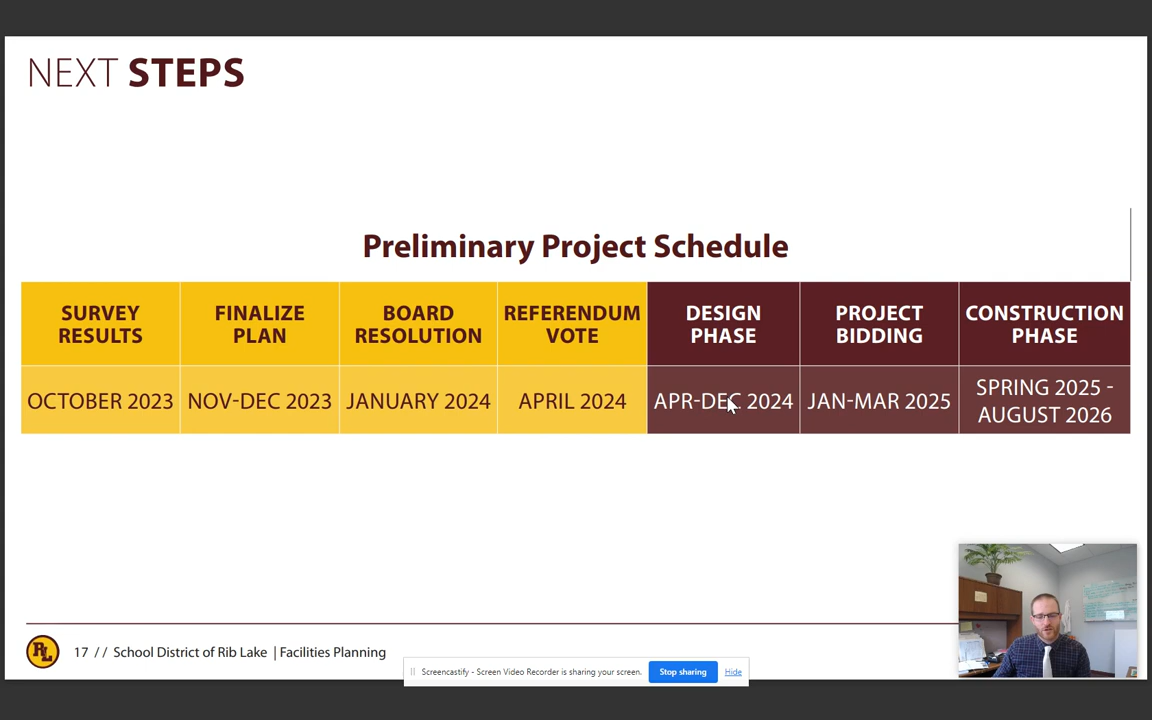 NEXT STEPS
Preliminary Project Schedule
SURVEY
RESULTS
FINALIZE
PLAN
BOARD
RESOLUTION
REFERENDUM
VOTE
DESIGN
PHASE
PROJECT
BIDDING
CONSTRUCTION
PHASE
OCTOBER 2023
NOV-DEC 2023
JANUARY 2024
APRIL 2024
APR-DEC 2024
JAN-MAR 2025
SPRING 2025 -
AUGUST 2026
RL
17 // School District of Rib Lake | Facilities Planning
Screencastify - Screen Video Recorder is sharing your screen.
Stop sharing
Hide